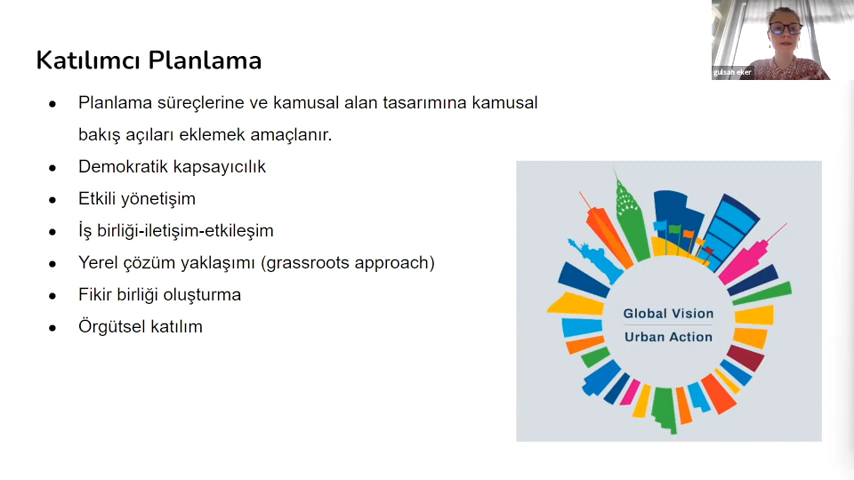 Katılımcı Planlama
● Planlama süreçlerine ve kamusal alan tasarımına kamusal
bakış açıları eklemek amaçlanır.
● Demokratik kapsayıcılık
● Etkili yönetişim
● İş birliği-iletişim-etkileşim
● Yerel çözüm yaklaşımı (grassroots approach)
● Fikir birliği oluşturma
● Örgütsel katılım
Global Vision
Urban Action
gulsah eker